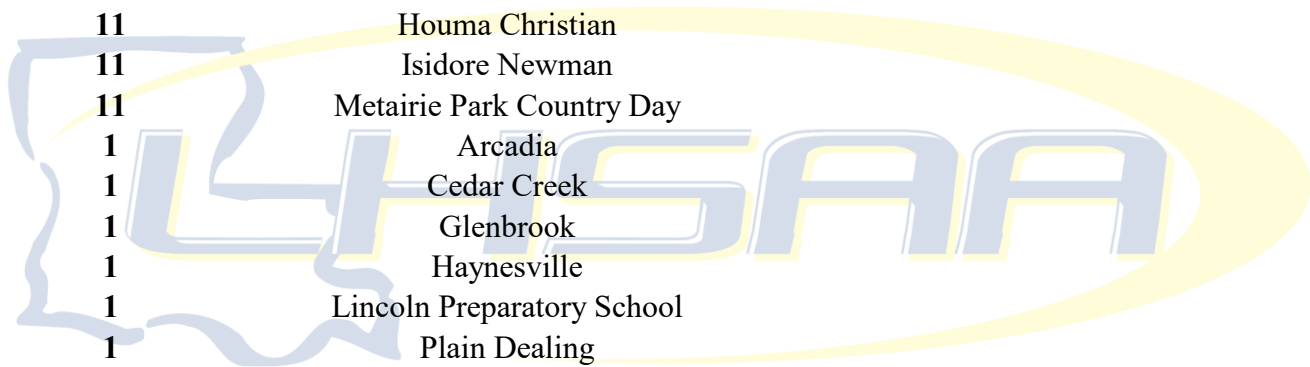 11 Houma Christian
11 Isidore Newman
11 Metairie Park Country Day
1 Arcadia
1 Cedar Creek
1 Glenbrook
1 Haynesville
1 Lincoln Preparatory School
1 Plain Dealing
LHSAA